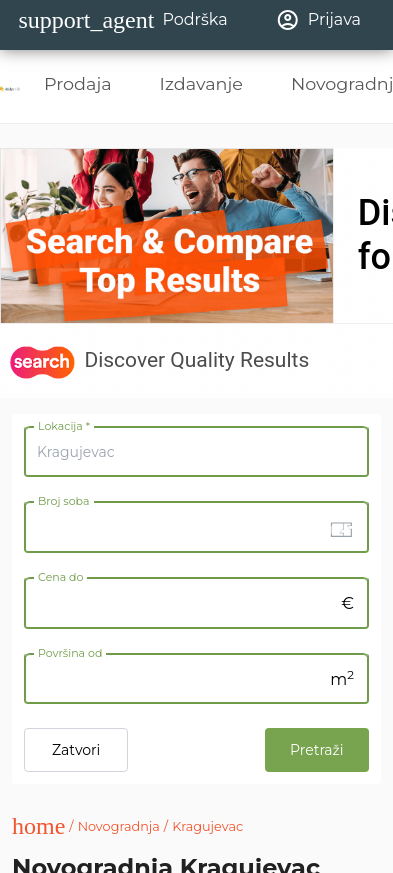 support_agent Podrška Prijava
Prodaja Izdavanje Novogradnj
Search & Compare
Top Results
Dis
fo
search Discover Quality Results
Lokacija *
Kragujevac
Broj soba
Cena do
€
Površina od
m²
Zatvori Pretraži
home / Novogradnja / Kragujevac
Novogradnja Kragujevac